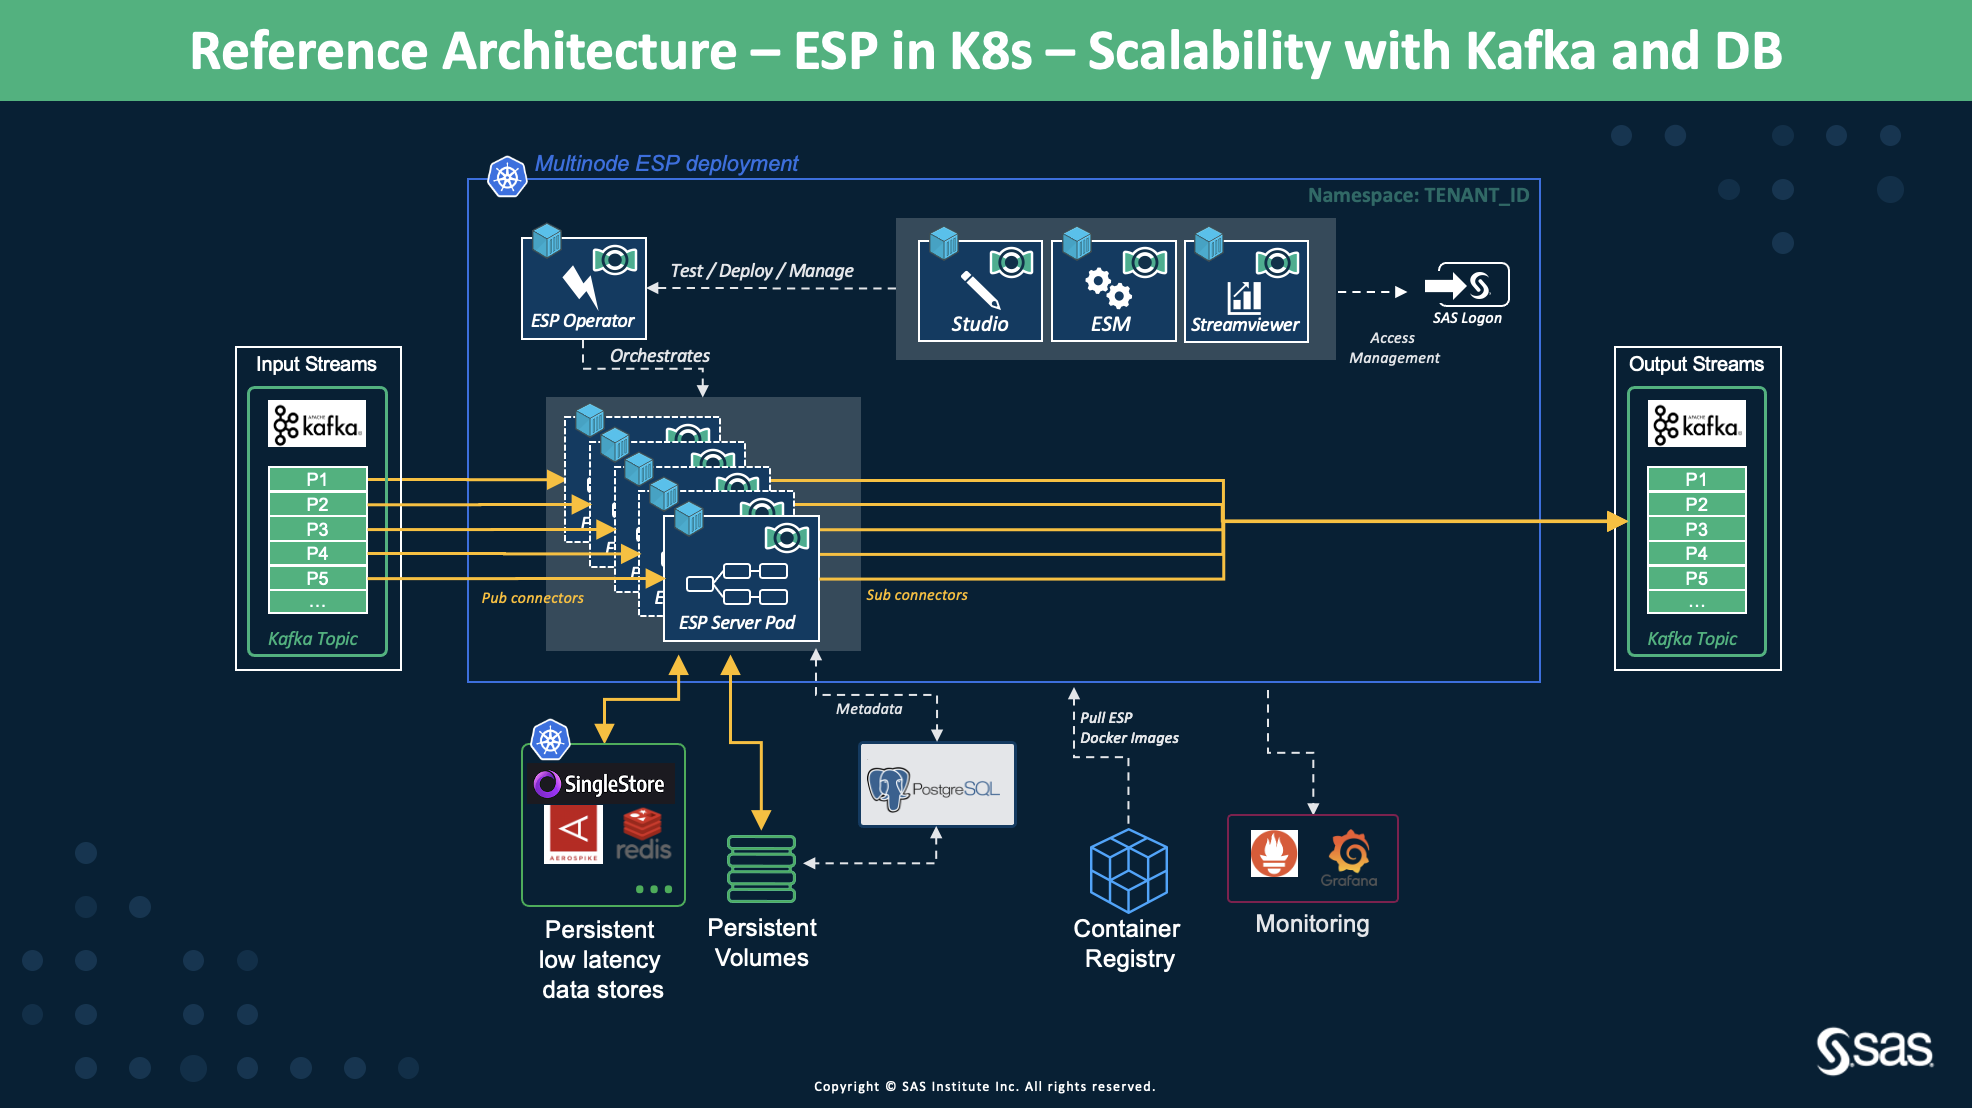 Reference Architecture – ESP in K8s – Scalability with Kafka and DB
Multinode ESP deployment
Namespace: TENANT_ID
ESP Operator
Test / Deploy / Manage
Studio
ESM
Streamviewer
SAS Logon
Access
Management
Orchestrates
Input Streams
APACHE
kafka
P1
P2
P3
P4
P5
...
Kafka Topic
Pub connectors
ESP Server Pod
Sub connectors
Output Streams
APACHE
kafka
P1
P2
P3
P4
P5
...
Kafka Topic
Metadata
Pull ESP
Docker Images
SingleStore
AEROSPIKE
redis
PostgreSQL
Grafana
Persistent
low latency
data stores
Persistent
Volumes
Container
Registry
Monitoring
sas
Copyright © SAS Institute Inc. All rights reserved.